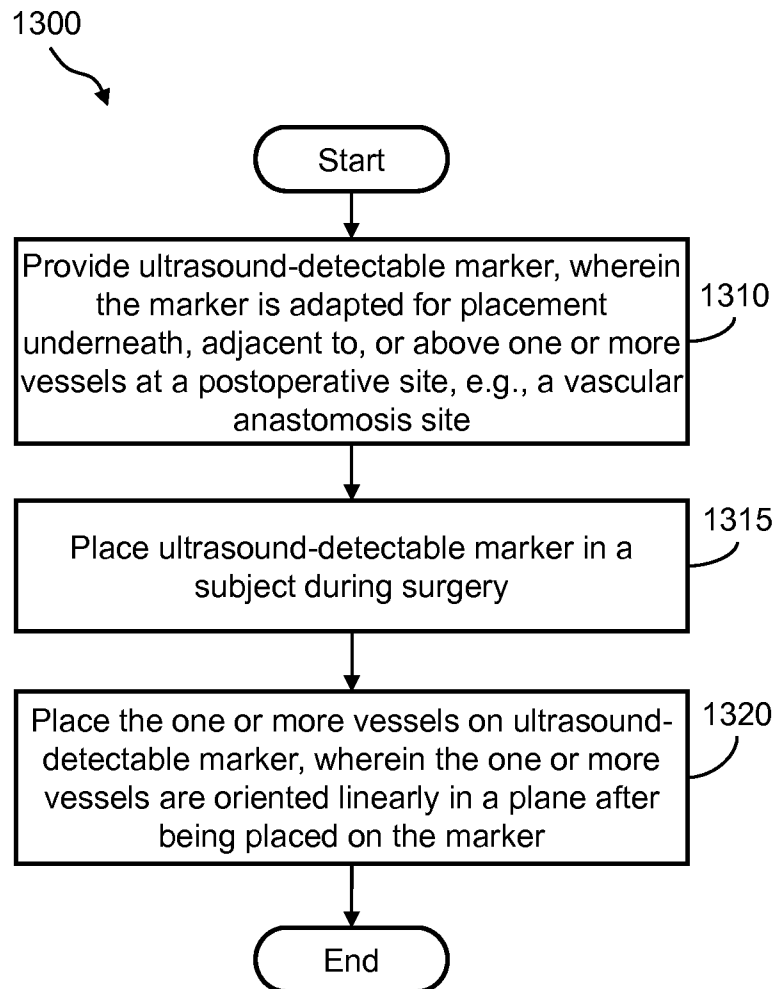 1300
Start
Provide ultrasound-detectable marker, wherein
the marker is adapted for placement
underneath, adjacent to, or above one or more
vessels at a postoperative site, e.g., a vascular
anastomosis site
1310
Place ultrasound-detectable marker in a
subject during surgery
1315
Place the one or more vessels on ultrasound-
detectable marker, wherein the one or more
vessels are oriented linearly in a plane after
being placed on the marker
1320
End